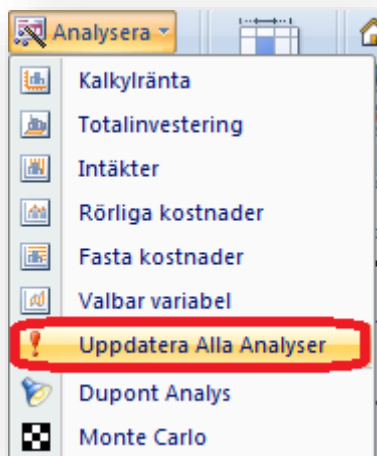 Analysera
Kalkylränta
Totalinvestering
Intäkter
Rörliga kostnader
Fasta kostnader
Valbar variabel
Uppdatera Alla Analyser
Dupont Analys
Monte Carlo